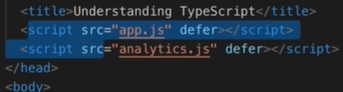 <title>Understanding TypeScript</title>
<script src="app.js" defer></script>
<script src="analytics.js" defer></script>
</head>
<body>